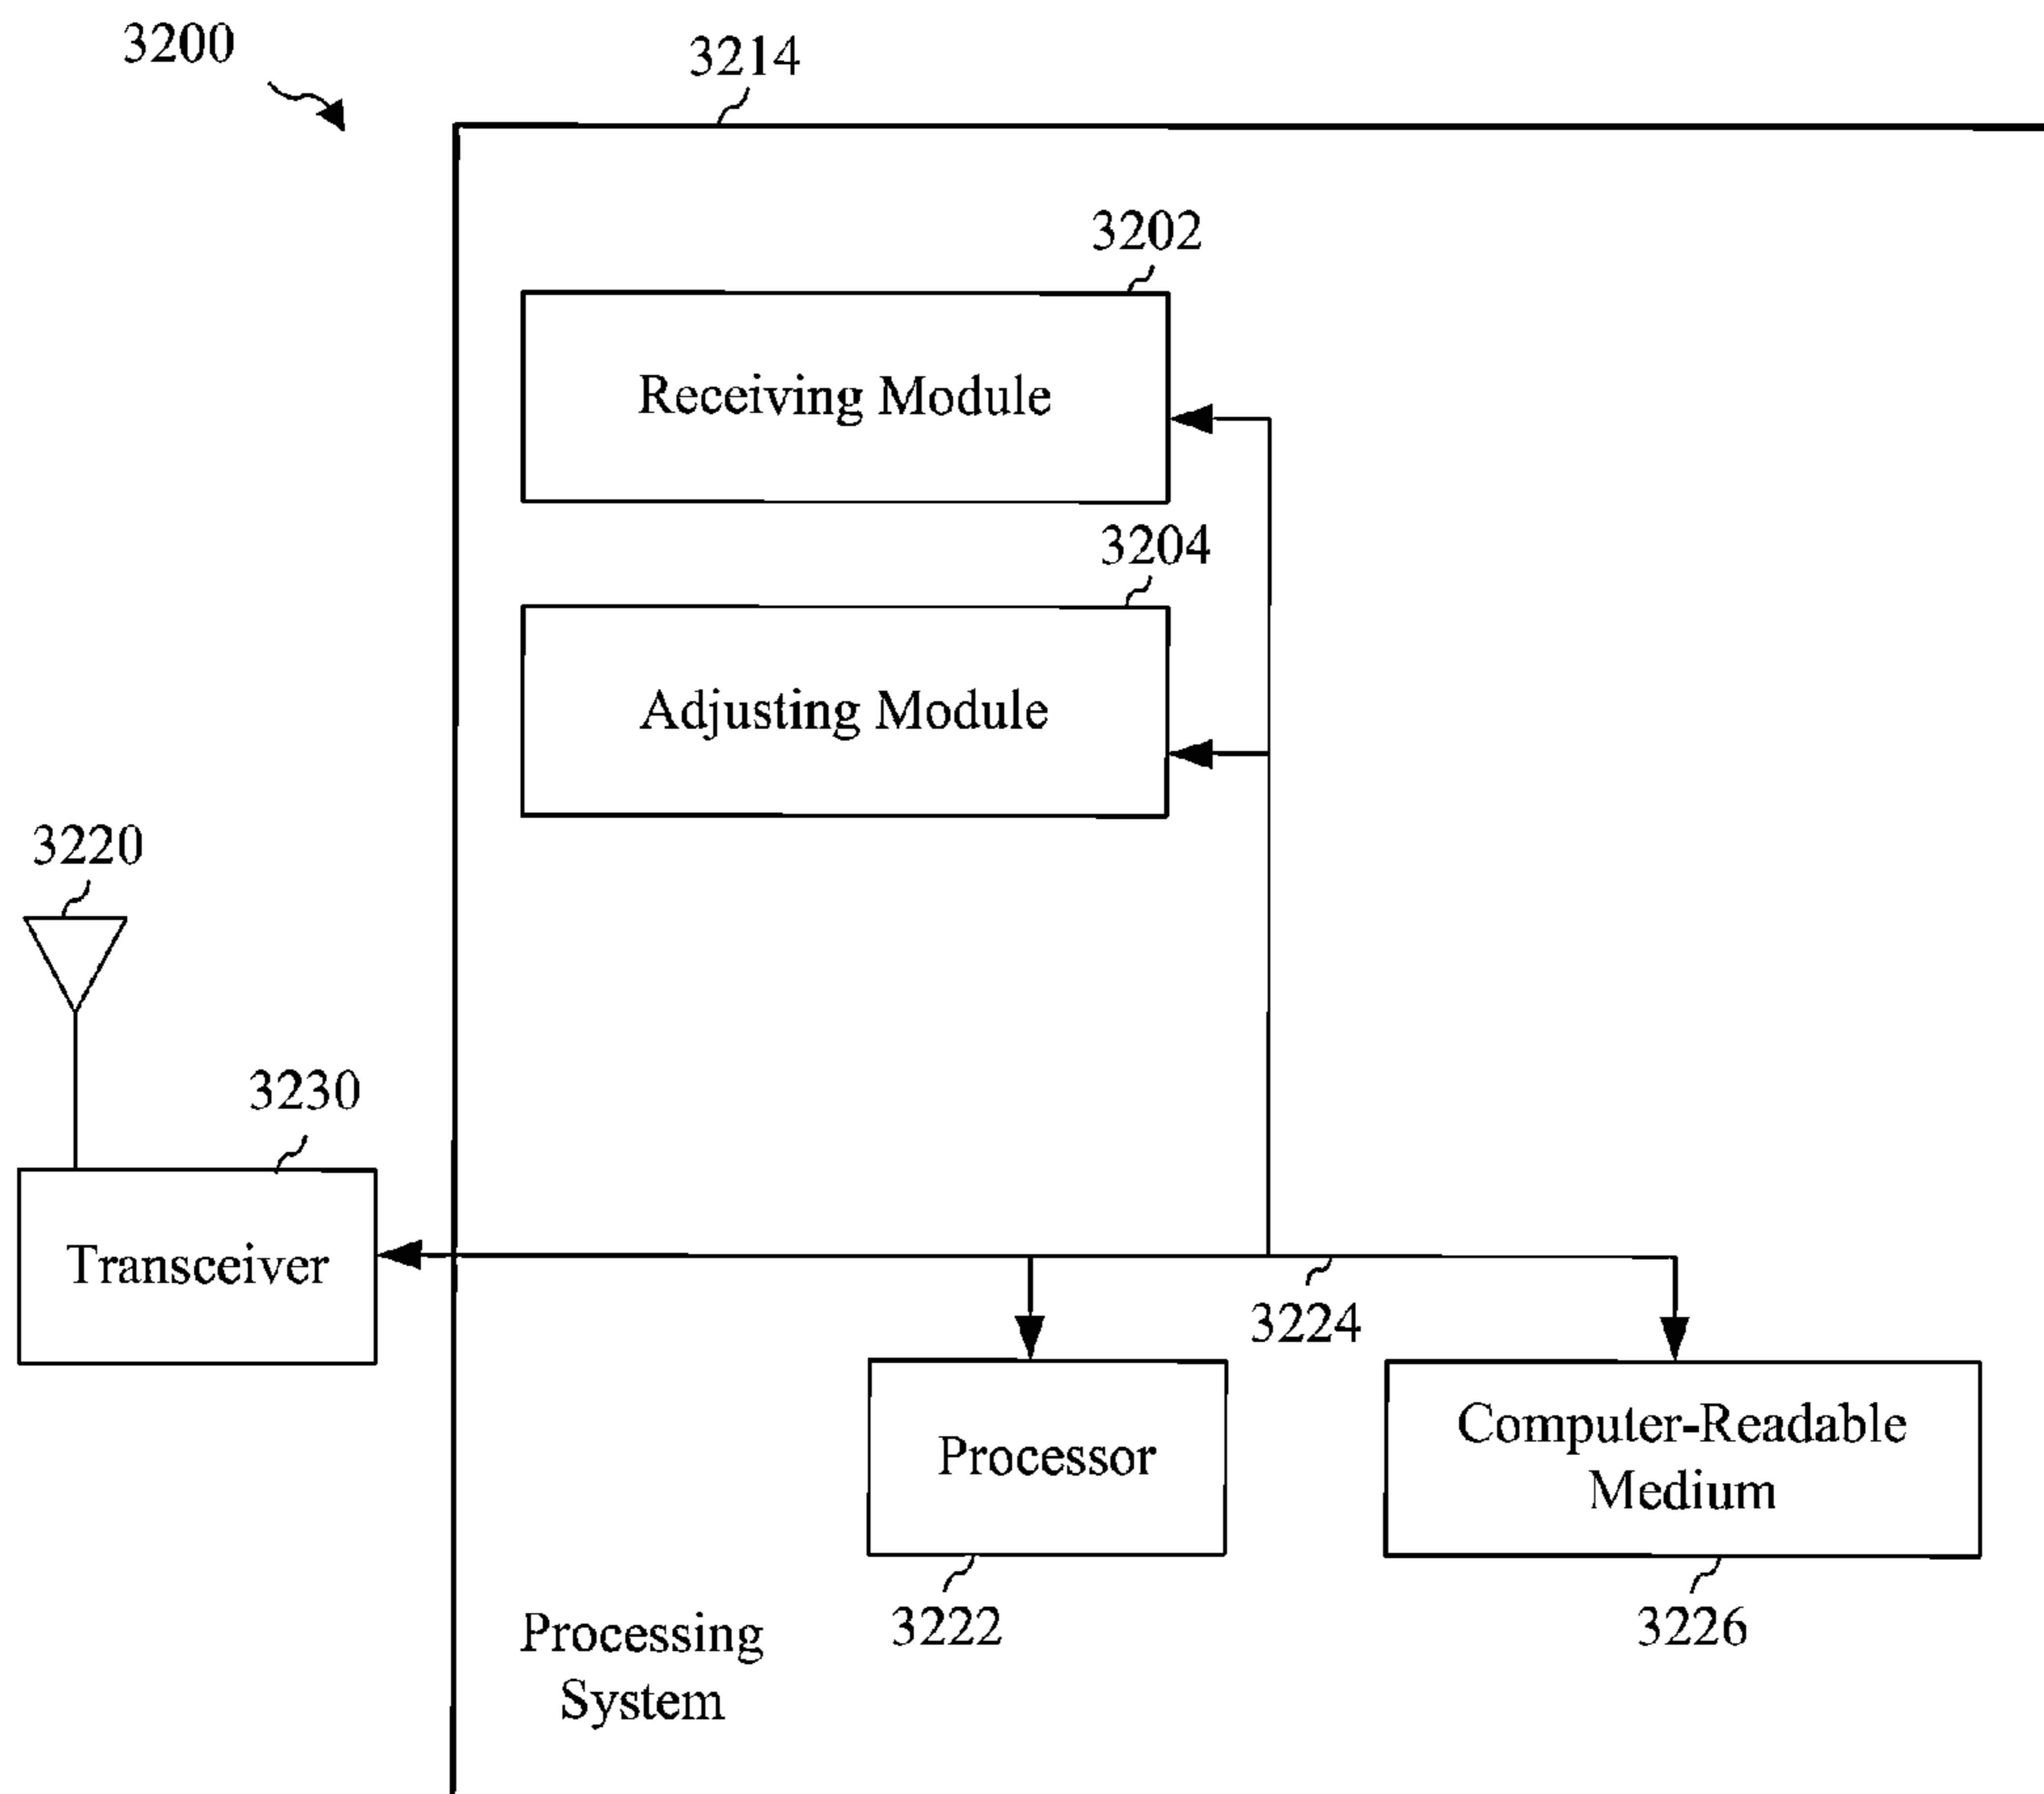 3200
3214
3202
Receiving Module
3204
Adjusting Module
3220
3230
Transceiver
3224
Processor
Computer-Readable
Medium
3222
3226
Processing
System